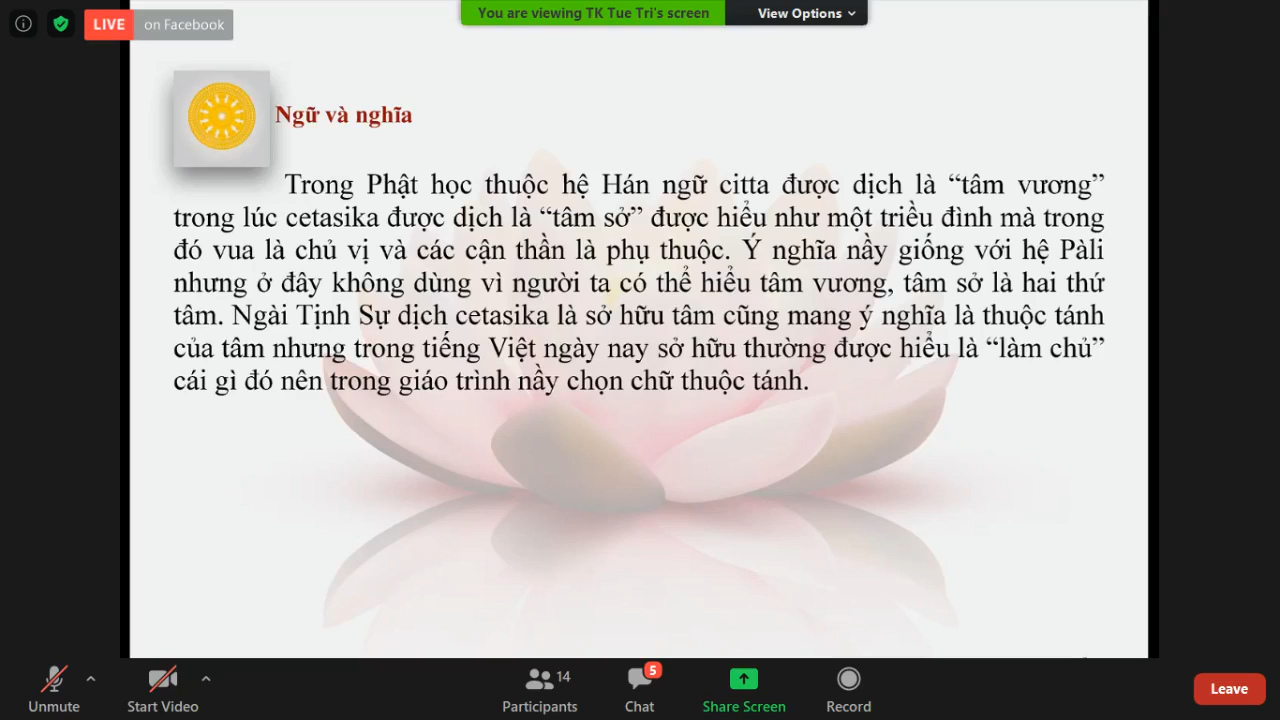 You are viewing TK Tue Tri's screen
View Options
LIVE on Facebook
Ngữ và nghĩa
Trong Phật học thuộc hệ Hán ngữ citta được dịch là “tâm vương”
trong lúc cetasika được dịch là “tâm sở” được hiểu như một triều đình mà trong
đó vua là chủ vị và các cận thần là phụ thuộc. Ý nghĩa nầy giống với hệ Pàli
nhưng ở đây không dùng vì người ta có thể hiểu tâm vương, tâm sở là hai thứ
tâm. Ngài Tịnh Sự dịch cetasika là sở hữu tâm cũng mang ý nghĩa là thuộc tánh
của tâm nhưng trong tiếng Việt ngày nay sở hữu thường được hiểu là “làm chủ”
cái gì đó nên trong giáo trình nầy chọn chữ thuộc tánh.
14
5
Unmute
Start Video
Participants
Chat
Share Screen
Record
Leave